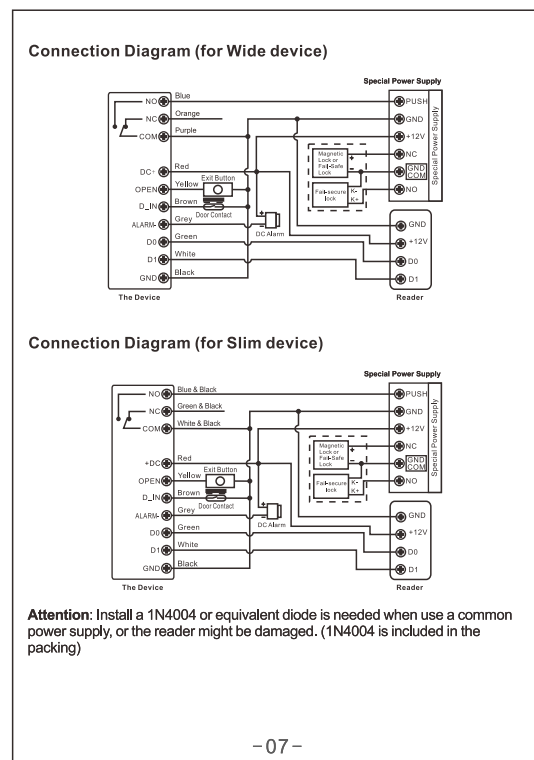 Connection Diagram (for Wide device)
Special Power Supply
NO
Blue
PUSH
NC
Orange
GND
COM
Purple
+12V
NC
GND
COM
NO
Special Power Supply
Magnetic
Lock or
Fail-Safe
Lock
+
-
Fail-secure
lock
K-
K+
DC+
Red
Exit Button
OPEN
Yellow
D_IN
Brown
Door Contact
ALARM-
Grey
+
-
DC Alarm
D0
Green
D1
White
GND
Black
GND
+12V
D0
D1
The Device
Reader
Connection Diagram (for Slim device)
Special Power Supply
NO
Blue & Black
PUSH
NC
Green & Black
GND
COM
White & Black
+12V
NC
GND
COM
NO
Special Power Supply
Magnetic
Lock or
Fail-Safe
Lock
+
-
Fail-secure
lock
K-
K+
+DC
Red
Exit Button
OPEN
Yellow
D_IN
Brown
Door Contact
ALARM-
Grey
+
-
DC Alarm
D0
Green
D1
White
GND
Black
GND
+12V
D0
D1
The Device
Reader
Attention: Install a 1N4004 or equivalent diode is needed when use a common
power supply, or the reader might be damaged. (1N4004 is included in the
packing)
-07-